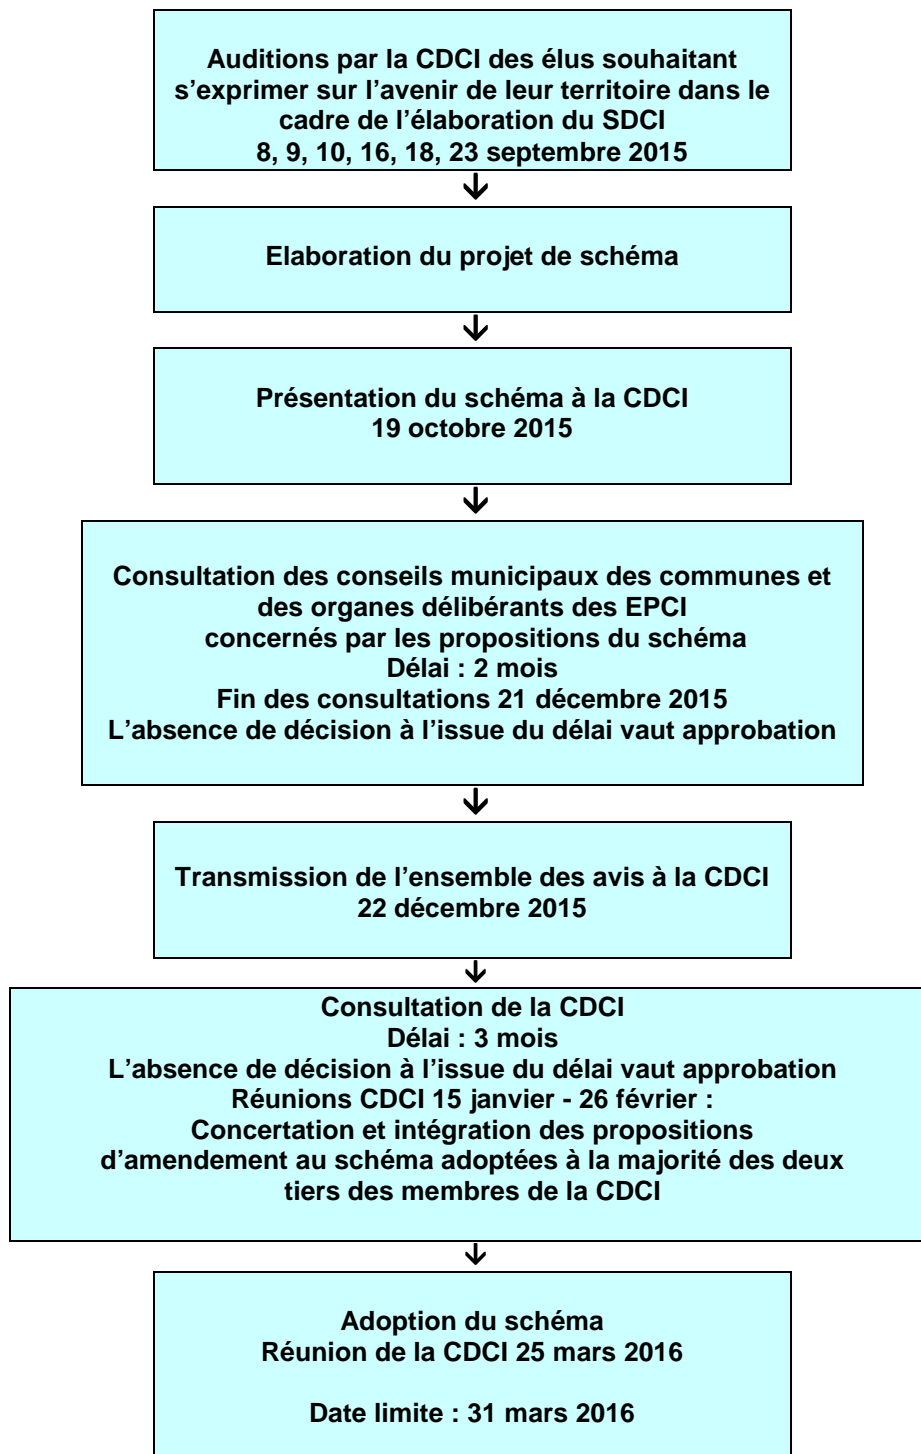 Auditions par la CDCI des élus souhaitant
s’exprimer sur l’avenir de leur territoire dans le
cadre de l’élaboration du SDCI
8, 9, 10, 16, 18, 23 septembre 2015
Elaboration du projet de schéma
Présentation du schéma à la CDCI
19 octobre 2015
Consultation des conseils municipaux des communes et
des organes délibérants des EPCI
concernés par les propositions du schéma
Délai : 2 mois
Fin des consultations 21 décembre 2015
L’absence de décision à l’issue du délai vaut approbation
Transmission de l’ensemble des avis à la CDCI
22 décembre 2015
Consultation de la CDCI
Délai : 3 mois
L’absence de décision à l’issue du délai vaut approbation
Réunions CDCI 15 janvier - 26 février :
Concertation et intégration des propositions
d’amendement au schéma adoptées à la majorité des deux
tiers des membres de la CDCI
Adoption du schéma
Réunion de la CDCI 25 mars 2016
Date limite : 31 mars 2016